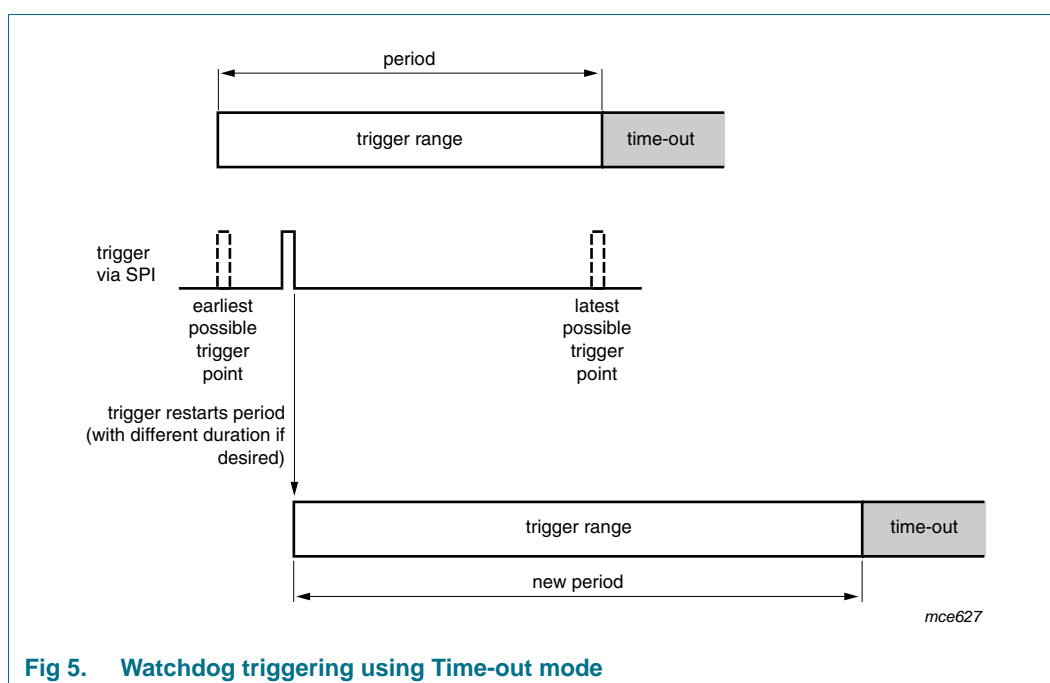 period
trigger range
time-out
trigger
via SPI
earliest
possible
trigger
point
latest
possible
trigger
point
trigger restarts period
(with different duration if
desired)
trigger range
time-out
new period
mce627
Fig 5. Watchdog triggering using Time-out mode